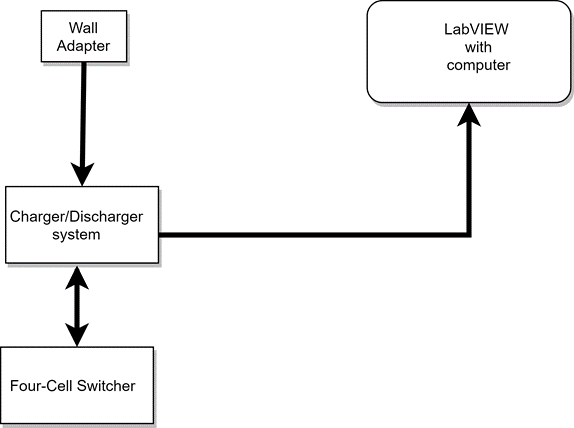 Wall
Adapter
LabVIEW
with
computer
Charger/Discharger
system
Four-Cell Switcher